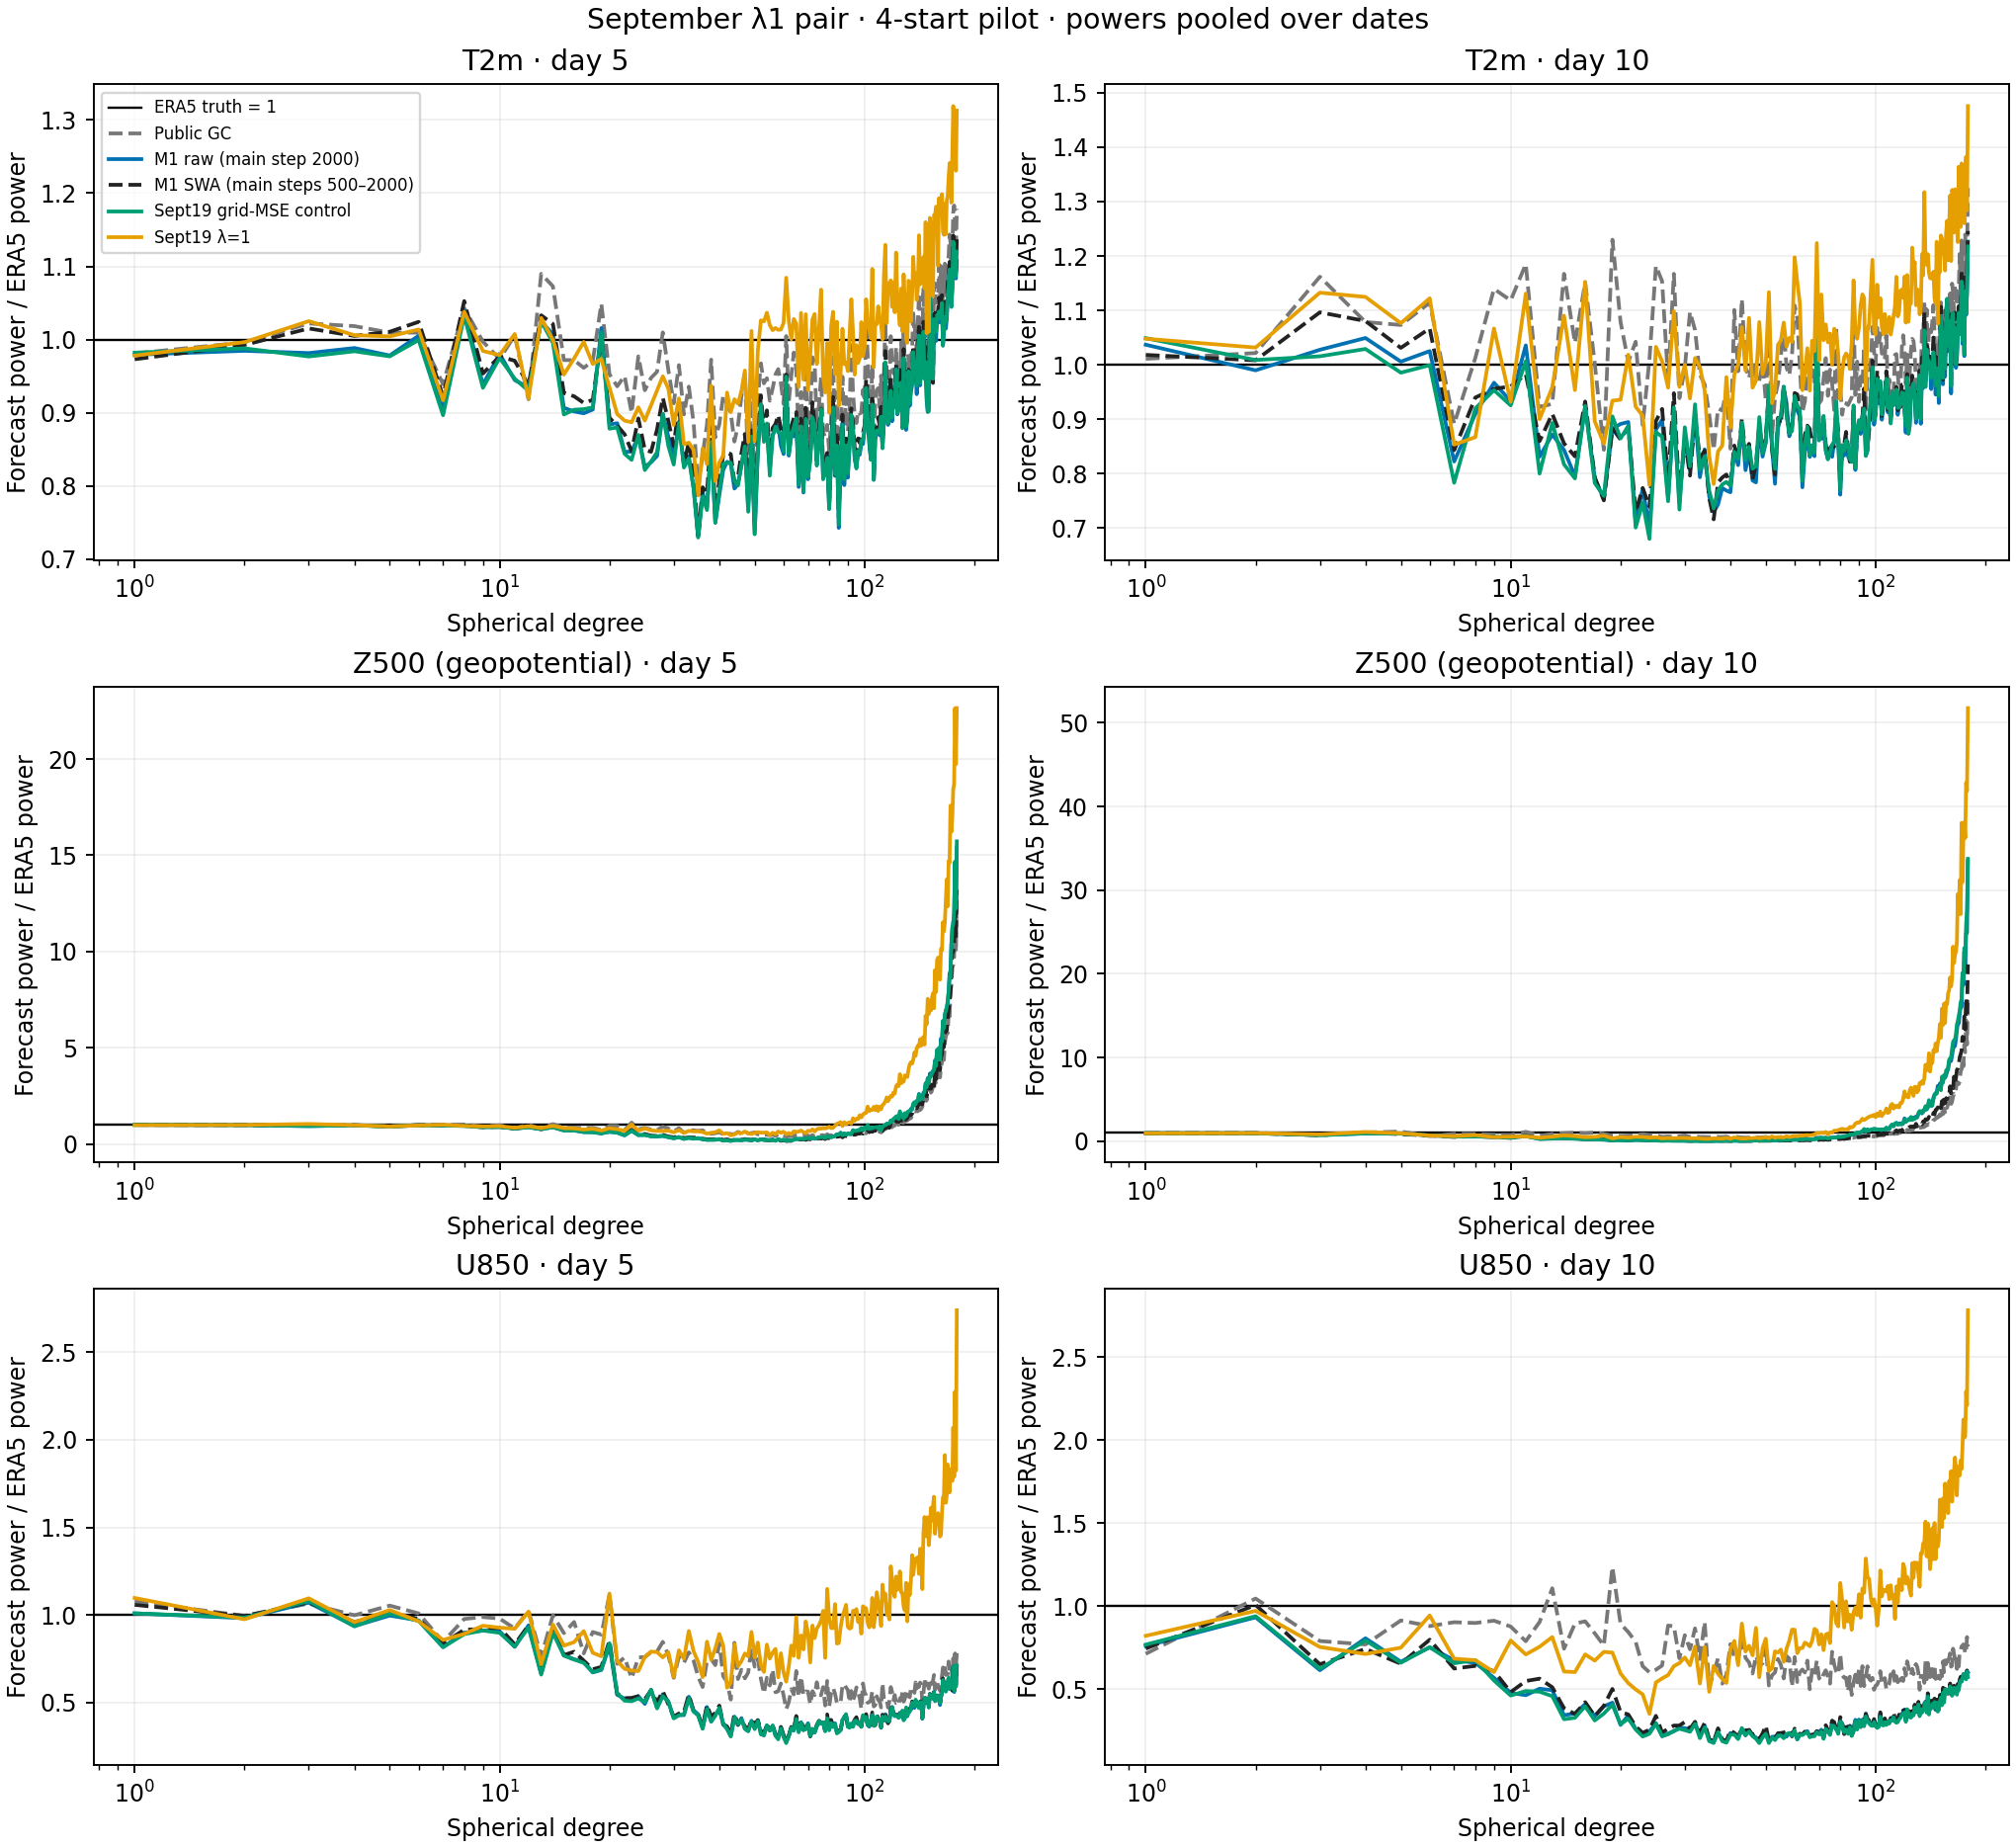 September λ1 pair · 4-start pilot · powers pooled over dates
T2m · day 5
Forecast power / ERA5 power
1.3
1.2
1.1
1.0
0.9
0.8
0.7
ERA5 truth = 1
Public GC
M1 raw (main step 2000)
M1 SWA (main steps 500–2000)
Sept19 grid-MSE control
Sept19 λ=1
10⁰
10¹
10²
Spherical degree
T2m · day 10
Forecast power / ERA5 power
1.5
1.4
1.3
1.2
1.1
1.0
0.9
0.8
0.7
10⁰
10¹
10²
Spherical degree
Z500 (geopotential) · day 5
Forecast power / ERA5 power
20
15
10
5
0
10⁰
10¹
10²
Spherical degree
Z500 (geopotential) · day 10
Forecast power / ERA5 power
50
40
30
20
10
0
10⁰
10¹
10²
Spherical degree
U850 · day 5
Forecast power / ERA5 power
2.5
2.0
1.5
1.0
0.5
10⁰
10¹
10²
Spherical degree
U850 · day 10
Forecast power / ERA5 power
2.5
2.0
1.5
1.0
0.5
10⁰
10¹
10²
Spherical degree